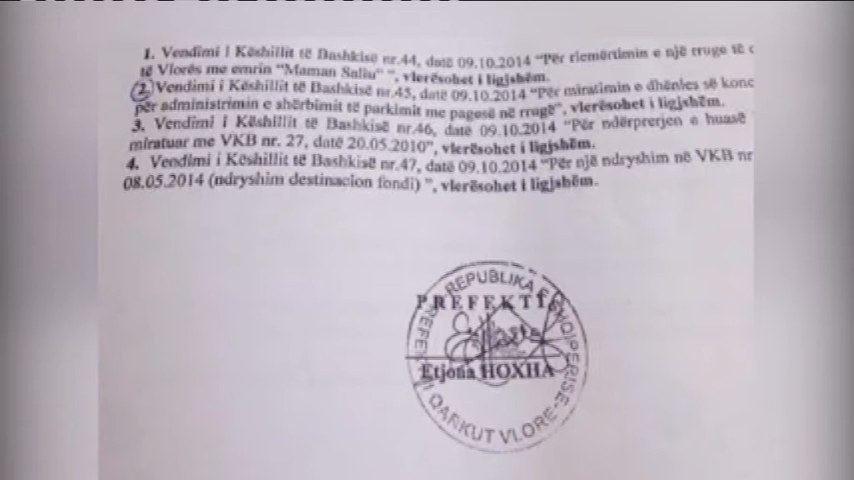 1. Vendimi i Këshillit të Bashkisë nr.44, datë 09.10.2014 "Për riemërtimin e një rruge të
të Vlorës me emrin "Maman Saliu" ", vlerësohet i ligjshëm.
2. Vendimi i Këshillit të Bashkisë nr.45, datë 09.10.2014 "Për miratimin e dhënies së konc
për administrimin e shërbimit të parkimit me pagesë në rrugë", vlerësohet i ligjshëm.
3. Vendimi i Këshillit të Bashkisë nr.46, datë 09.10.2014 "Për ndërprerjen e huasë
miratuar me VKB nr. 27, datë 20.05.2010", vlerësohet i ligjshëm.
4. Vendimi i Këshillit të Bashkisë nr.47, datë 09.10.2014 "Për një ndryshim në VKB nr
08.05.2014 (ndryshim destinacion fondi) ", vlerësohet i ligjshëm.
REPUBLIKA E SHQIPERISE
PREFEKTI
Etjona HOXHA
QARKUT VLORE